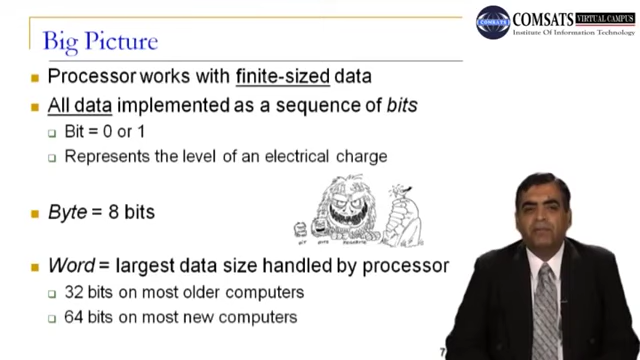 Big Picture
COMSATS VIRTUAL CAMPUS
Institute Of Information Technology
Processor works with finite-sized data
All data implemented as a sequence of bits
Bit = 0 or 1
Represents the level of an electrical charge
Byte = 8 bits
Word = largest data size handled by processor
32 bits on most older computers
64 bits on most new computers
7